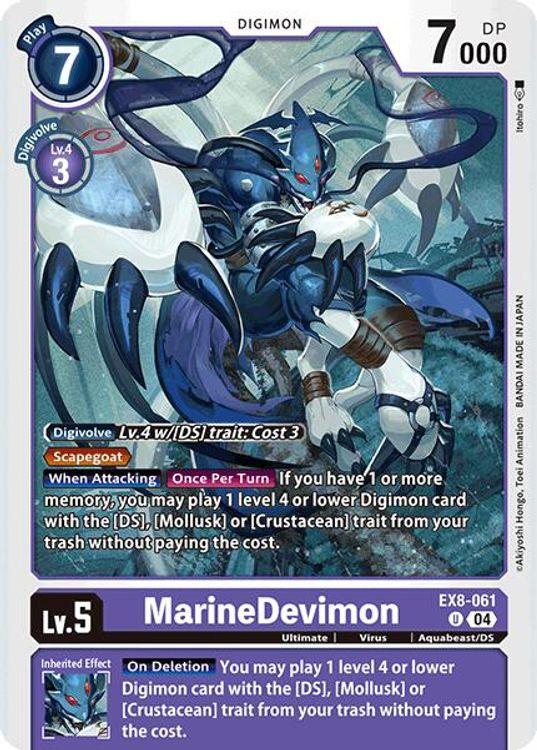 Play
7
DIGIMON
7000
DP
Digivolve
Lv.4
3
Itohiro
©Akiyoshi Hongo, Toei Animation BANDAI MADE IN JAPAN
Digivolve Lv.4 w/[DS] trait: Cost 3
Scapegoat
When Attacking Once Per Turn If you have 1 or more
memory, you may play 1 level 4 or lower Digimon card
with the [DS], [Mollusk] or [Crustacean] trait from your
trash without paying the cost.
Lv.5
MarineDevimon
EX8-061
U 04
Ultimate | Virus | Aquabeast/DS
Inherited Effect
On Deletion You may play 1 level 4 or lower
Digimon card with the [DS], [Mollusk] or
[Crustacean] trait from your trash without paying
the cost.